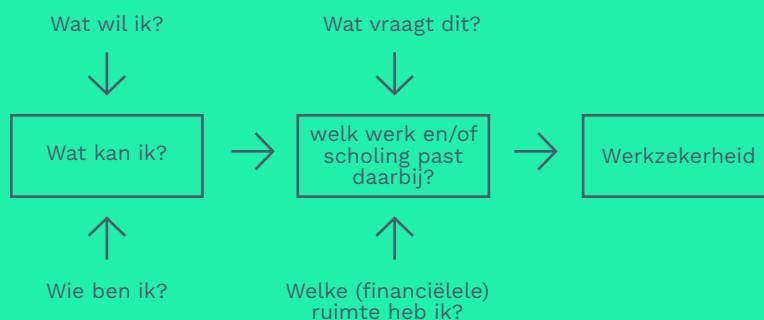 Wat wil ik?
Wat vraagt dit?
Wat kan ik?
welk werk en/of
scholing past
daarbij?
Werkzekerheid
Wie ben ik?
Welke (financiëlele)
ruimte heb ik?